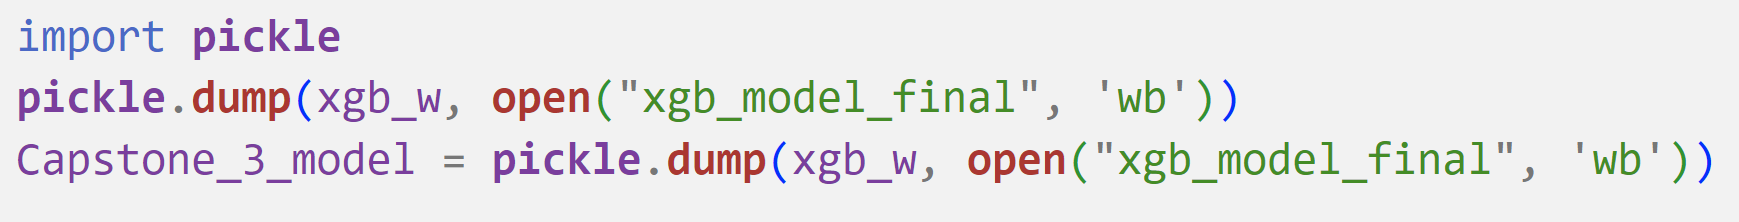 import pickle
pickle.dump(xgb_w, open("xgb_model_final", 'wb'))
Capstone_3_model = pickle.dump(xgb_w, open("xgb_model_final", 'wb'))